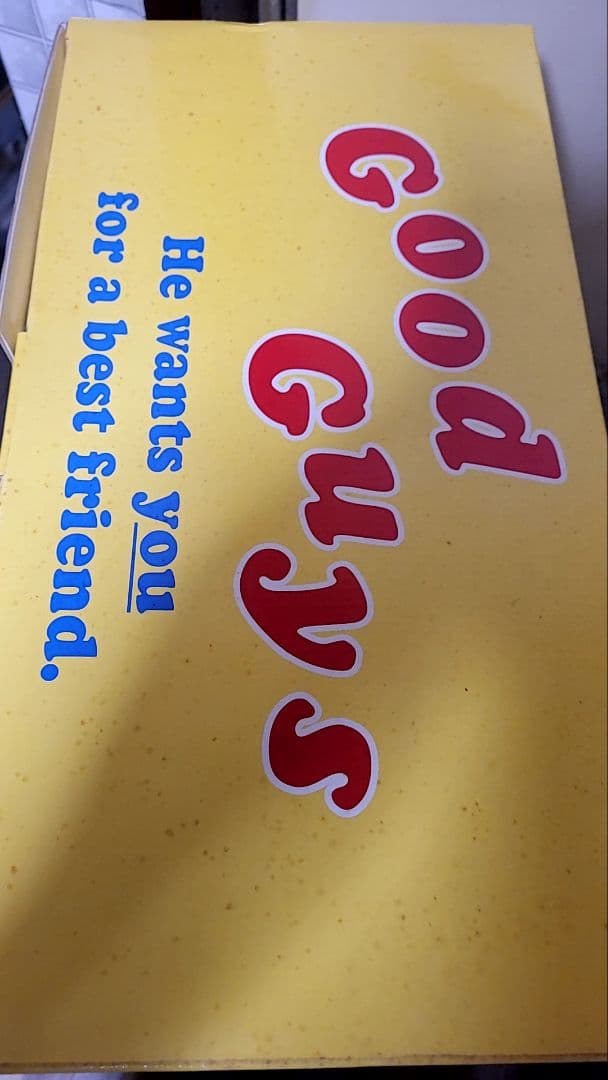 Good
Guys
He wants you
for a best friend.